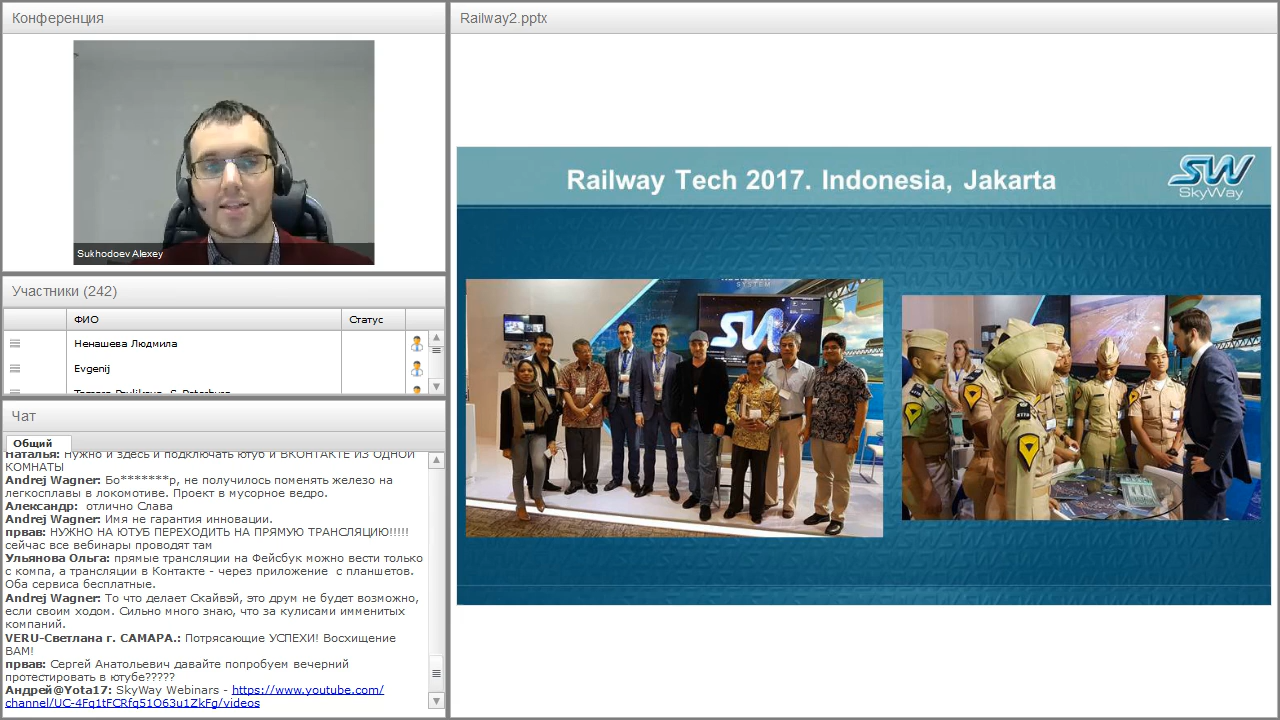 Конференция
Sukhodoev Alexey
Участники (242)
ФИО
Статус
Ненашева Людмила
Evgenij
Чат
Общий
Наталья: Нужно и здесь и подключать ютуб и ВКОНТАКТЕ ИЗ ОДНОЙ
КОМНАТЫ
Andrej Wagner: Бо*******р, не получилось поменять железо на
лёгкосплавы в локомотиве. Проект в мусорное ведро.
Александр: отлично Слава
Andrej Wagner: Имя не гарантия инновации.
првав: НУЖНО НА ЮТУБ ПЕРЕХОДИТЬ НА ПРЯМУЮ ТРАНСЛЯЦИЮ!!!!!
сейчас все вебинары проводят там
Ульянова Ольга: прямые трансляции на Фейсбук можно вести только
с компа, а трансляции в Контакте - через приложение с планшетов.
Оба сервиса бесплатные.
Andrej Wagner: То что делает Скайвэй, это друм не будет возможно,
если своим ходом. Сильно много знаю, что за кулисами имменитых
компаний.
VERU-Светлана г. САМАРА.: Потрясающие УСПЕХИ! Восхищение
ВАМ!
првав: Сергей Анатольевич давайте попробуем вечерний
протестировать в ютубе?????
Андрей@Yota17: SkyWay Webinars - https://www.youtube.com/
channel/UC-4Fq1tFCRfq51O63u1ZkFg/videos
Railway2.pptx
Railway Tech 2017. Indonesia, Jakarta
SW
SkyWay
SYSTEM
SW